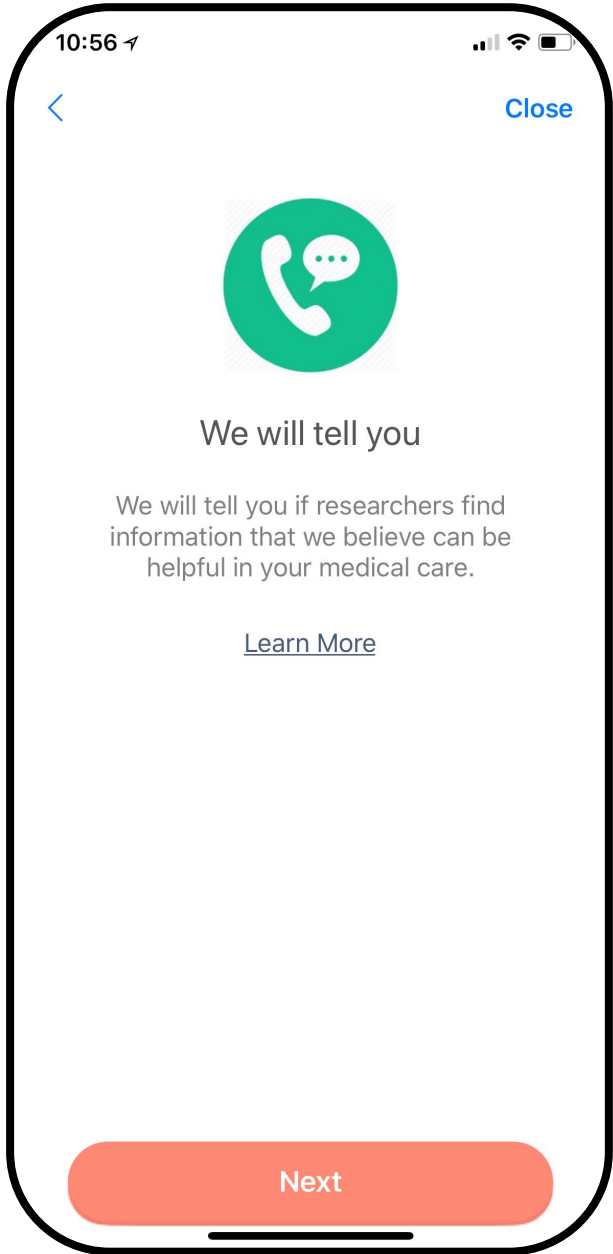 10:56
Close
We will tell you
We will tell you if researchers find
information that we believe can be
helpful in your medical care.
Learn More
Next